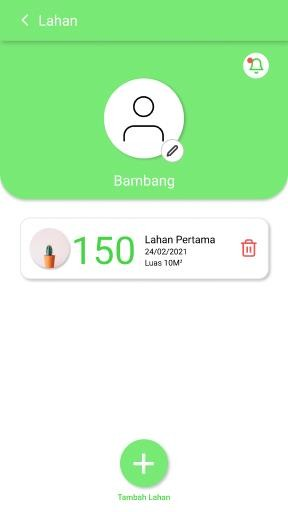 Lahan
Bambang
150
Lahan Pertama
24/02/2021
Luas 10M²
Tambah Lahan